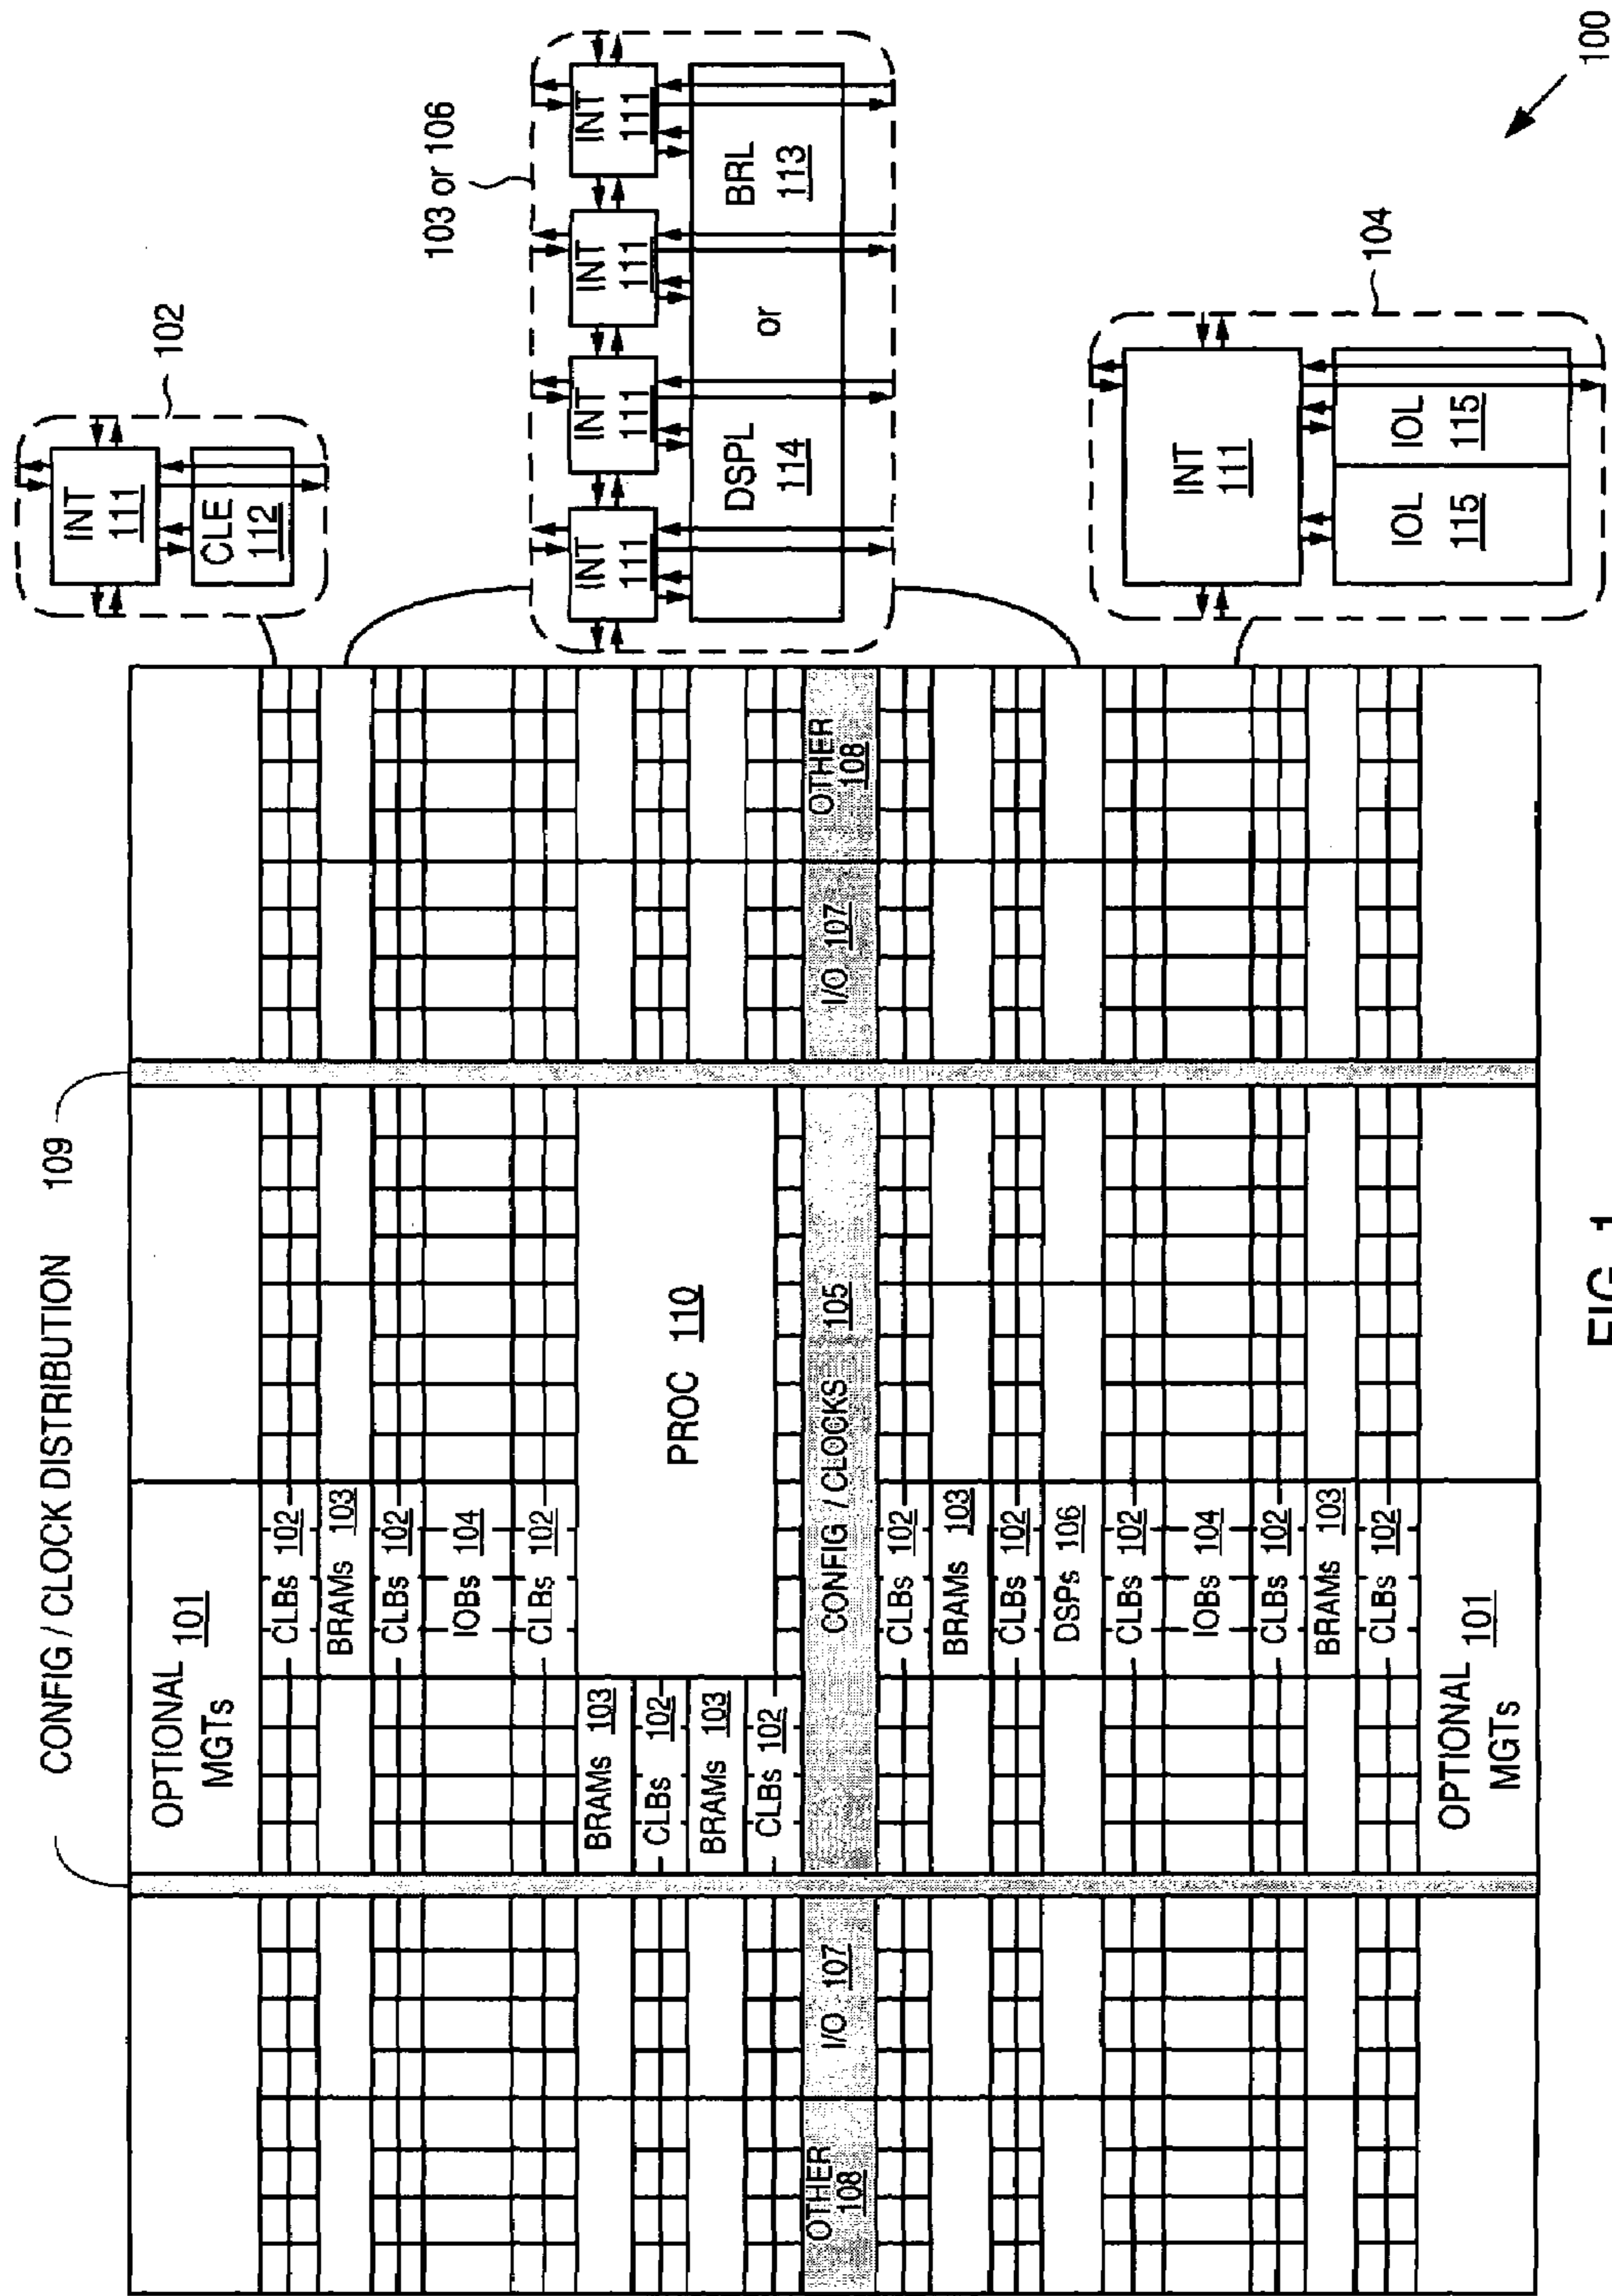 CONFIG / CLOCK DISTRIBUTION 109
OPTIONAL 101
MGTs
CLBs 102
BRAMs 103
CLBs 102
IOBs 104
CLBs 102
BRAMs 103
CLBs 102
BRAMs 103
CLBs 102
PROC 110
OTHER
108
I/O 107
CONFIG / CLOCKS 105
I/O 107
OTHER
108
CLBs 102
BRAMs 103
CLBs 102
DSPs 106
CLBs 102
IOBs 104
CLBs 102
BRAMs 103
CLBs 102
OPTIONAL 101
MGTs
102
INT
111
CLE
112
103 or 106
INT
111
INT
111
INT
111
INT
111
DSPL
114
or
BRL
113
104
INT
111
IOL
115
IOL
115
100
FIG. 1